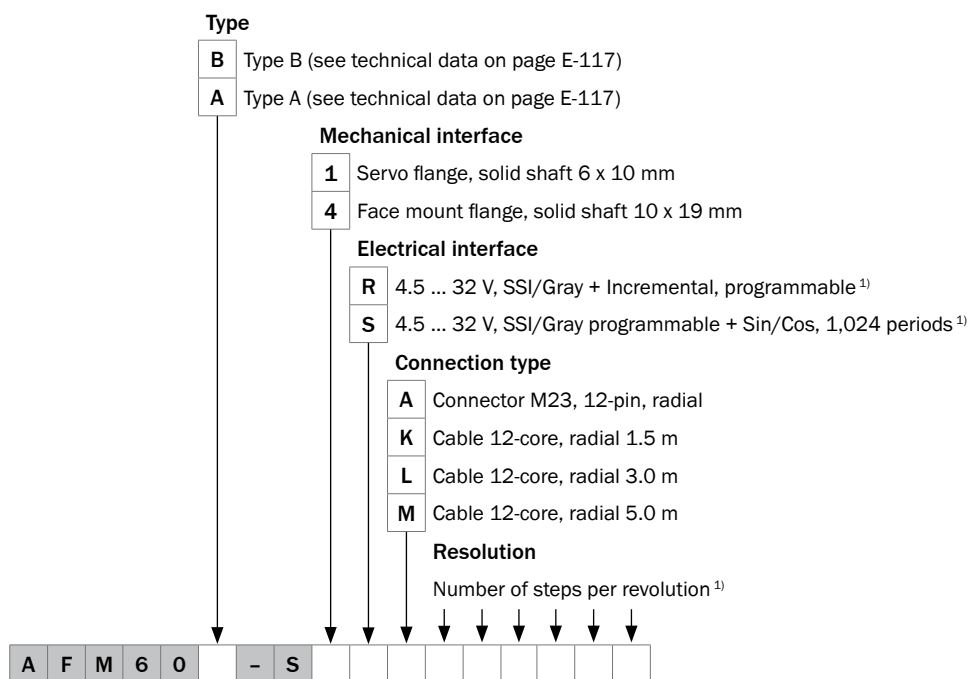 Type
B Type B (see technical data on page E-117)
A Type A (see technical data on page E-117)
Mechanical interface
1 Servo flange, solid shaft 6 x 10 mm
4 Face mount flange, solid shaft 10 x 19 mm
Electrical interface
R 4.5 ... 32 V, SSI/Gray + Incremental, programmable 1)
S 4.5 ... 32 V, SSI/Gray programmable + Sin/Cos, 1,024 periods 1)
Connection type
A Connector M23, 12-pin, radial
K Cable 12-core, radial 1.5 m
L Cable 12-core, radial 3.0 m
M Cable 12-core, radial 5.0 m
Resolution
Number of steps per revolution 1)
A F M 6 0 – S